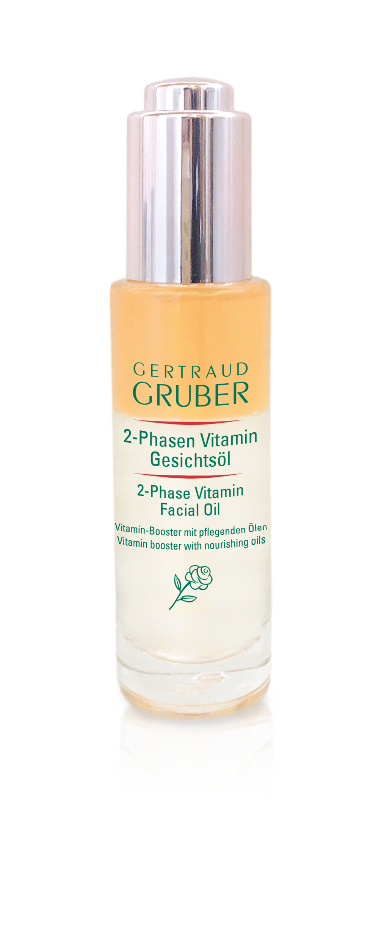 GERTRAUD
GRUBER
2-Phasen Vitamin
Gesichtsöl
2-Phase Vitamin
Facial Oil
Vitamin-Booster mit pflegenden Ölen
Vitamin booster with nourishing oils